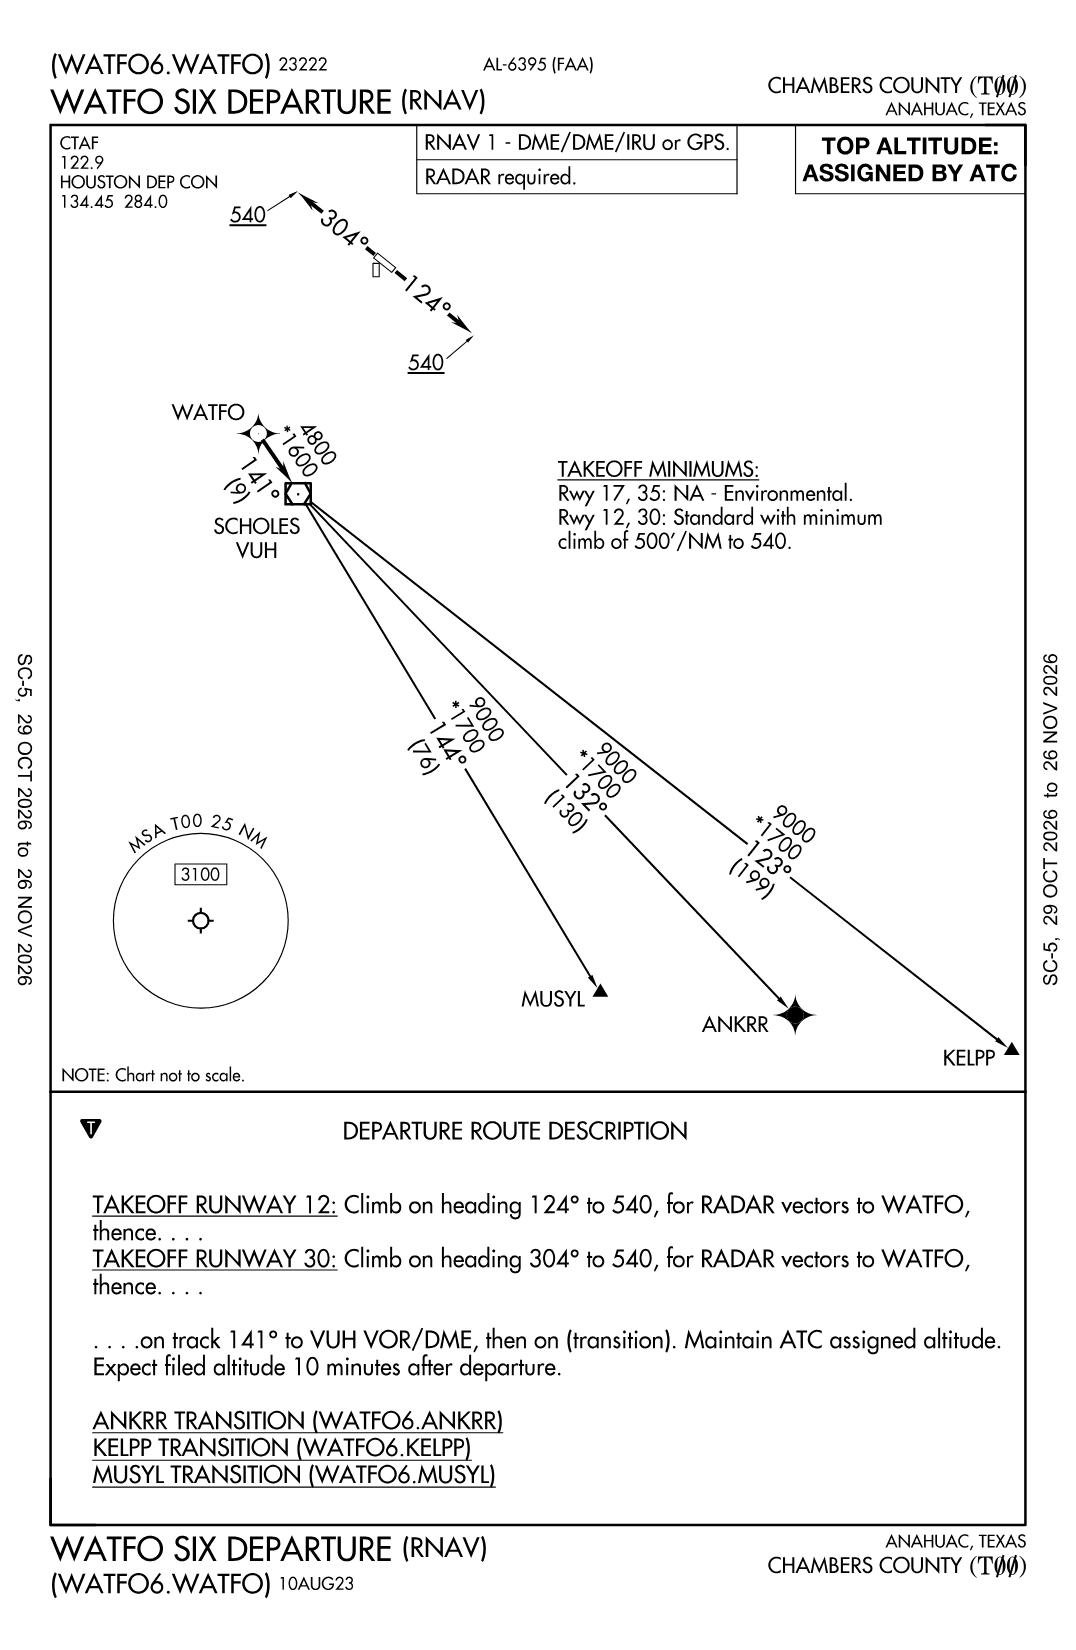 (WATFO6.WATFO) 23222
AL-6395 (FAA)
CHAMBERS COUNTY (TØØ)
WATFO SIX DEPARTURE (RNAV)
ANAHUAC, TEXAS
CTAF
122.9
HOUSTON DEP CON
134.45 284.0
RNAV 1 - DME/DME/IRU or GPS.
RADAR required.
TOP ALTITUDE:
ASSIGNED BY ATC
540
304°
124°
540
WATFO
4800
*1600
141°
(9)
SCHOLES
VUH
TAKEOFF MINIMUMS:
Rwy 17, 35: NA - Environmental.
Rwy 12, 30: Standard with minimum
climb of 500'/NM to 540.
9000
*1700
144°
(76)
9000
*1700
132°
(130)
9000
*1700
123°
(199)
MSA T00 25 NM
3100
MUSYL
ANKRR
KELPP
NOTE: Chart not to scale.
SC-5, 29 OCT 2026 to 26 NOV 2026
SC-5, 29 OCT 2026 to 26 NOV 2026
T
DEPARTURE ROUTE DESCRIPTION
TAKEOFF RUNWAY 12: Climb on heading 124° to 540, for RADAR vectors to WATFO,
thence. . . .
TAKEOFF RUNWAY 30: Climb on heading 304° to 540, for RADAR vectors to WATFO,
thence. . . .
. . . .on track 141° to VUH VOR/DME, then on (transition). Maintain ATC assigned altitude.
Expect filed altitude 10 minutes after departure.
ANKRR TRANSITION (WATFO6.ANKRR)
KELPP TRANSITION (WATFO6.KELPP)
MUSYL TRANSITION (WATFO6.MUSYL)
WATFO SIX DEPARTURE (RNAV)
ANAHUAC, TEXAS
(WATFO6.WATFO) 10AUG23
CHAMBERS COUNTY (TØØ)